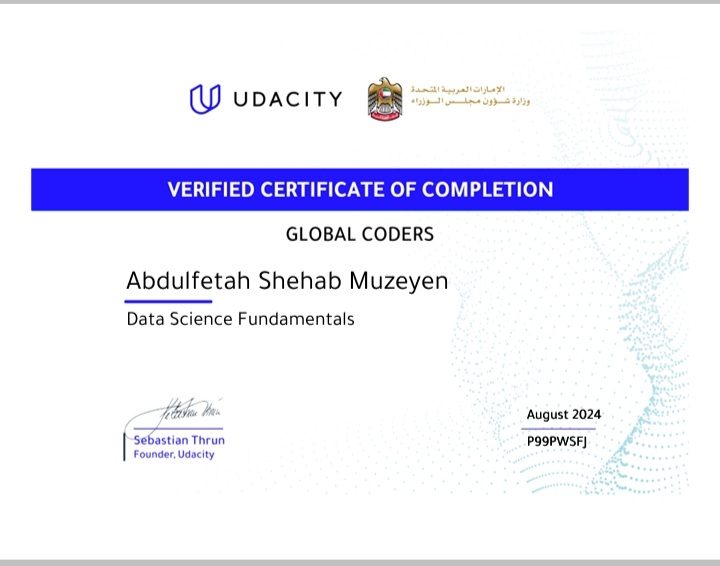 UDACITY
الإمارات العربية المتحدة
وزارة شؤون مجلس الوزراء
VERIFIED CERTIFICATE OF COMPLETION
GLOBAL CODERS
Abdulfetah Shehab Muzeyen
Data Science Fundamentals
August 2024
Sebastian Thrun
P99PWSFJ
Founder, Udacity